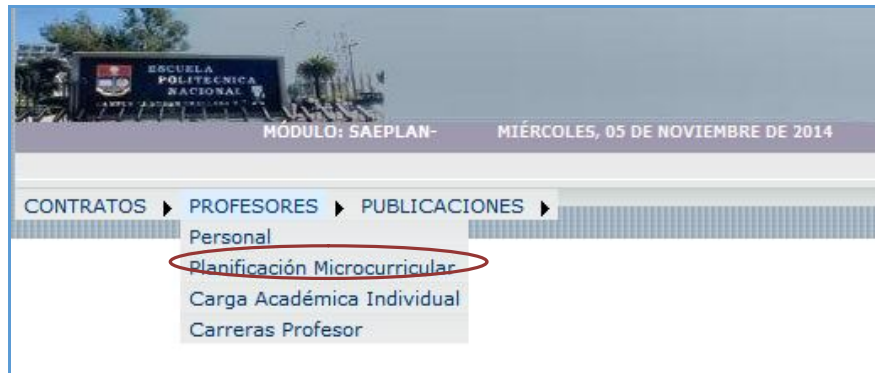 ESCUELA
POLITECNICA
NACIONAL
MÓDULO: SAEPLAN- MIÉRCOLES, 05 DE NOVIEMBRE DE 2014
CONTRATOS PROFESORES PUBLICACIONES
Personal
Planificación Microcurricular
Carga Académica Individual
Carreras Profesor